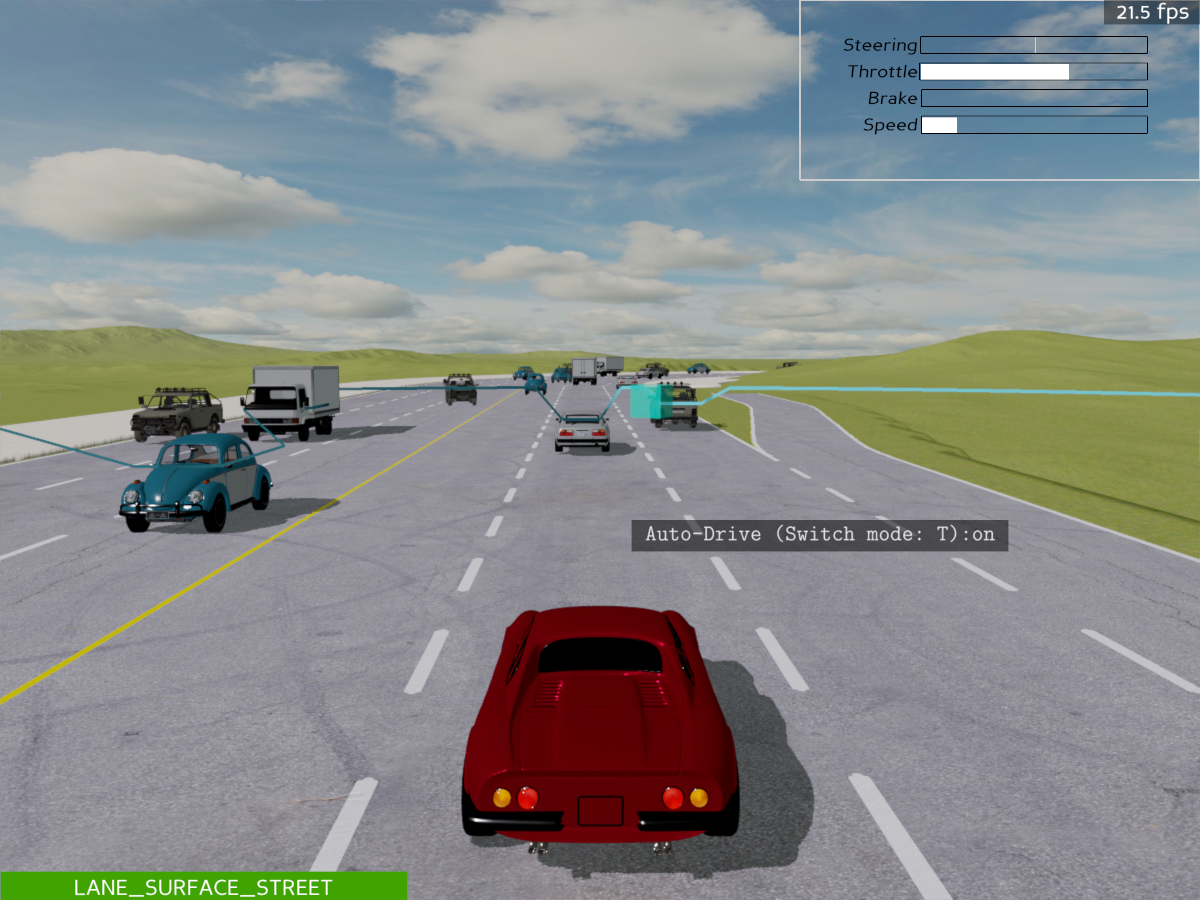 21.5 fps
Steering
Throttle
Brake
Speed
Auto-Drive (Switch mode: T):on
LANE_SURFACE_STREET